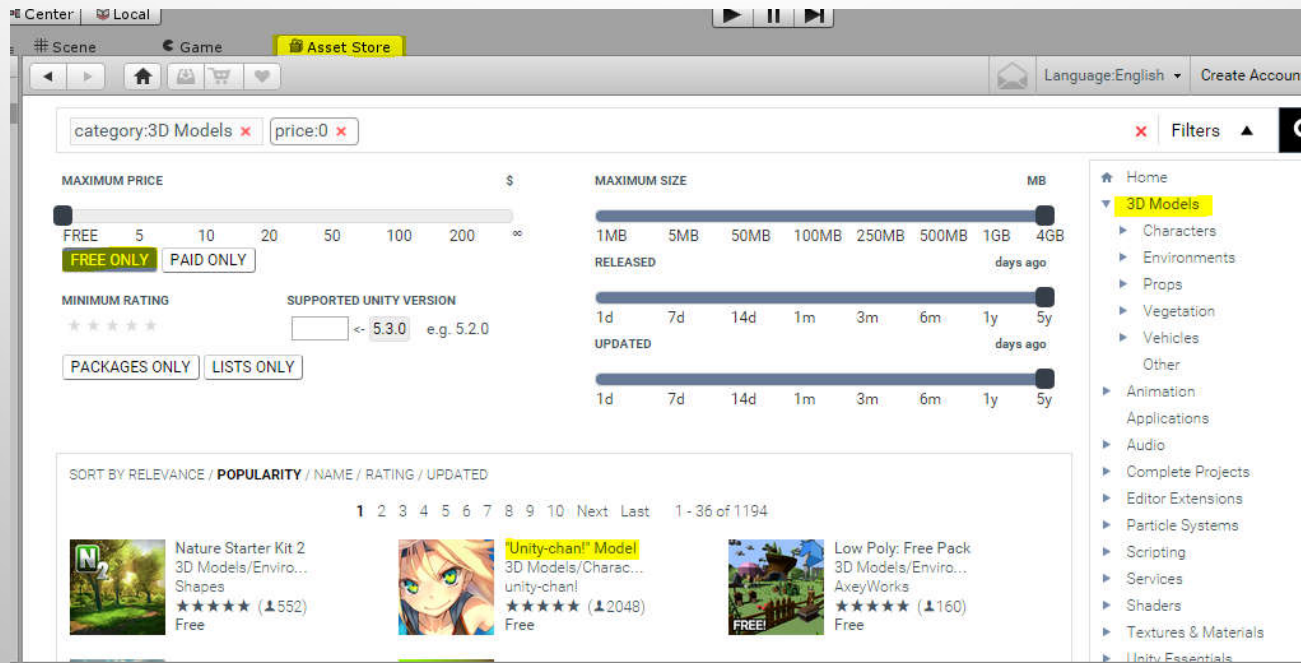 Center Local
Scene Game Asset Store
Language:English Create Accoun
category:3D Models × price:0 ×
× Filters ▲
MAXIMUM PRICE $
FREE 5 10 20 50 100 200 ∞
FREE ONLY PAID ONLY
MINIMUM RATING SUPPORTED UNITY VERSION
<- 5.3.0 e.g. 5.2.0
PACKAGES ONLY LISTS ONLY
MAXIMUM SIZE MB
1MB 5MB 50MB 100MB 250MB 500MB 1GB 4GB
RELEASED days ago
1d 7d 14d 1m 3m 6m 1y 5y
UPDATED days ago
1d 7d 14d 1m 3m 6m 1y 5y
Home
3D Models
Characters
Environments
Props
Vegetation
Vehicles
Other
Animation
Applications
Audio
Complete Projects
Editor Extensions
Particle Systems
Scripting
Services
Shaders
Textures & Materials
Unity Essentials
SORT BY RELEVANCE / POPULARITY / NAME / RATING / UPDATED
1 2 3 4 5 6 7 8 9 10 Next Last 1 - 36 of 1194
N2
Nature Starter Kit 2
3D Models/Enviro...
Shapes
★★★★★ (552)
Free
"Unity-chan!" Model
3D Models/Charac...
unity-chan!
★★★★★ (2048)
Free
FREE!
Low Poly: Free Pack
3D Models/Enviro...
AxeyWorks
★★★★★ (160)
Free